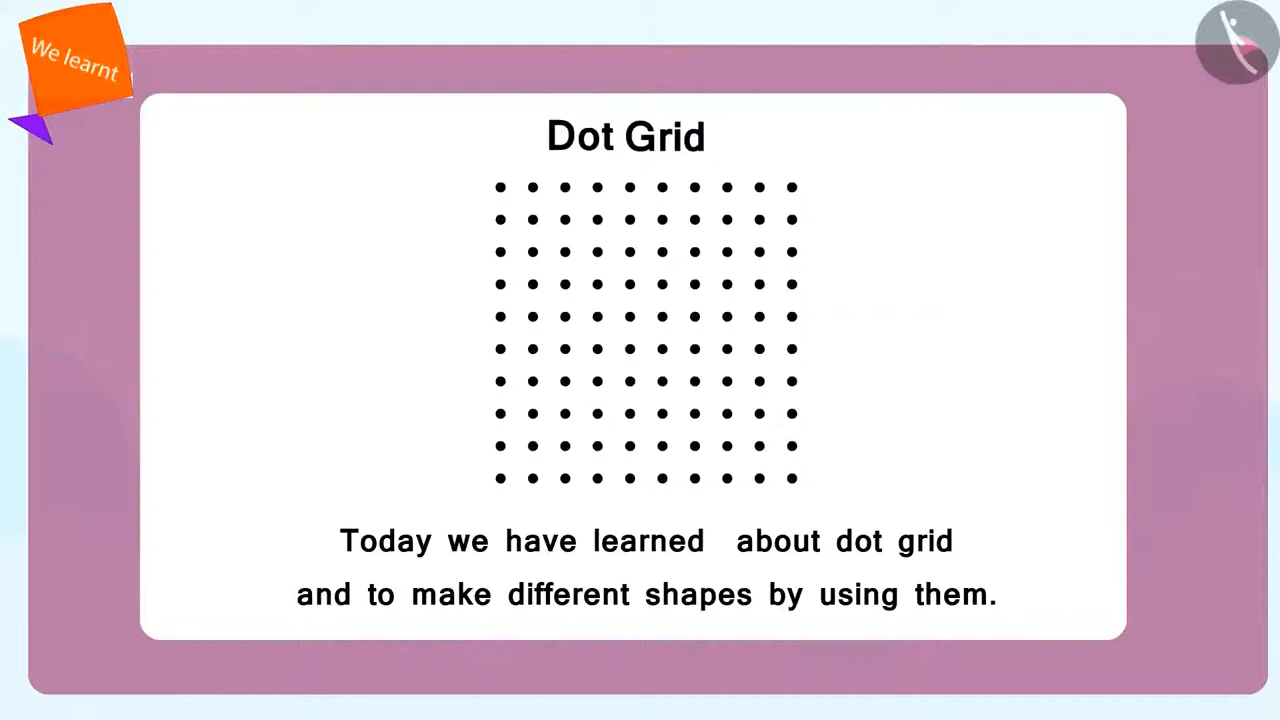 We learnt
Dot Grid
Today we have learned about dot grid
and to make different shapes by using them.